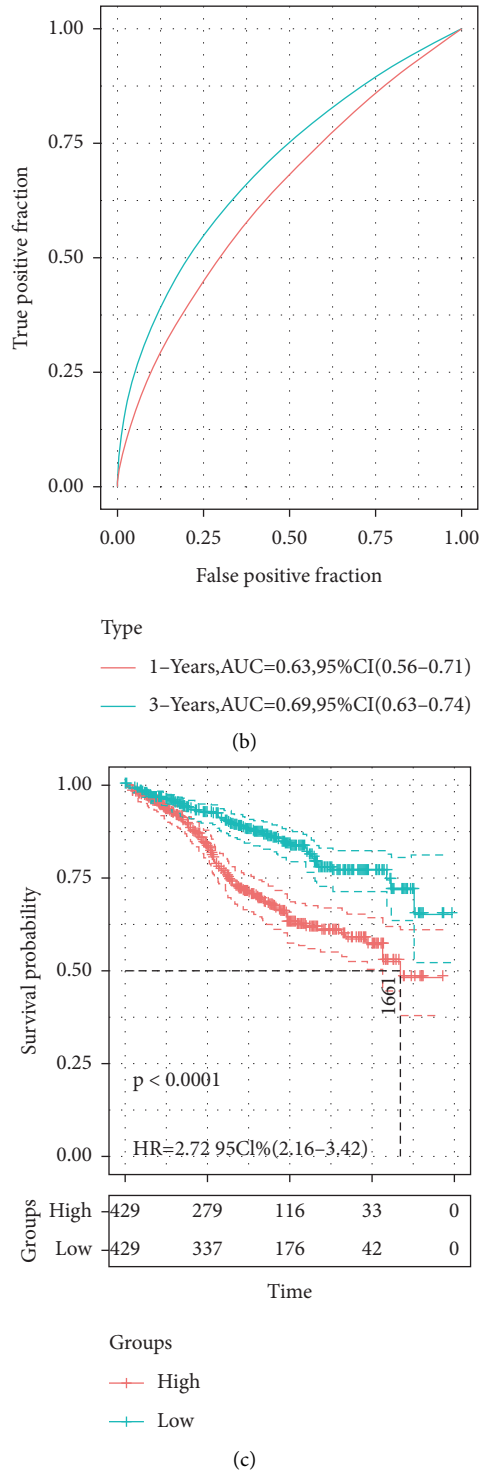 1.00
0.75
0.50
0.25
0.00
True positive fraction
0.00 0.25 0.50 0.75 1.00
False positive fraction
Type
1–Years,AUC=0.63,95%CI(0.56–0.71)
3–Years,AUC=0.69,95%CI(0.63–0.74)
(b)
1.00
0.75
0.50
0.25
0.00
Survival probability
1661
p < 0.0001
HR=2.72 95Cl%(2.16–3.42)
Groups
High 429 279 116 33 0
Low 429 337 176 42 0
Time
Groups
High
Low
(c)